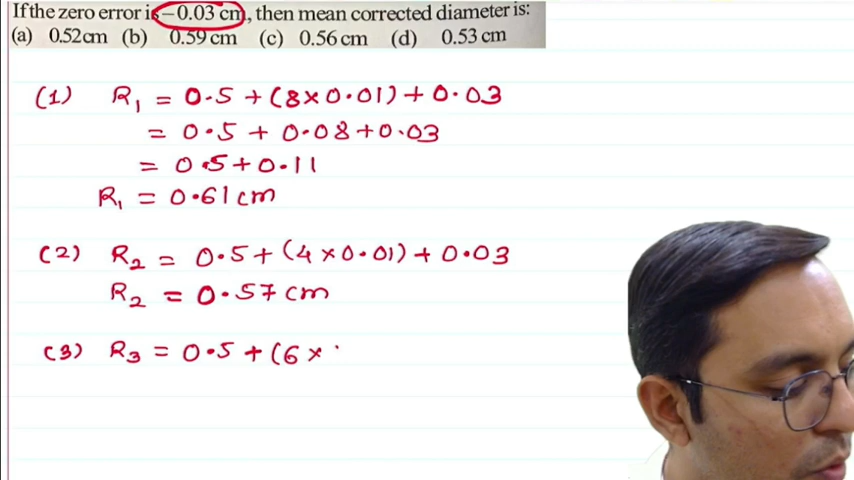 If the zero error is −0.03 cm, then mean corrected diameter is:
(a) 0.52cm (b) 0.59 cm (c) 0.56 cm (d) 0.53 cm
(1) R₁ = 0.5 + (8×0.01) + 0.03
= 0.5 + 0.08 + 0.03
= 0.5 + 0.11
R₁ = 0.61 cm
(2) R₂ = 0.5 + (4×0.01) + 0.03
R₂ = 0.57 cm
(3) R₃ = 0.5 + (6×